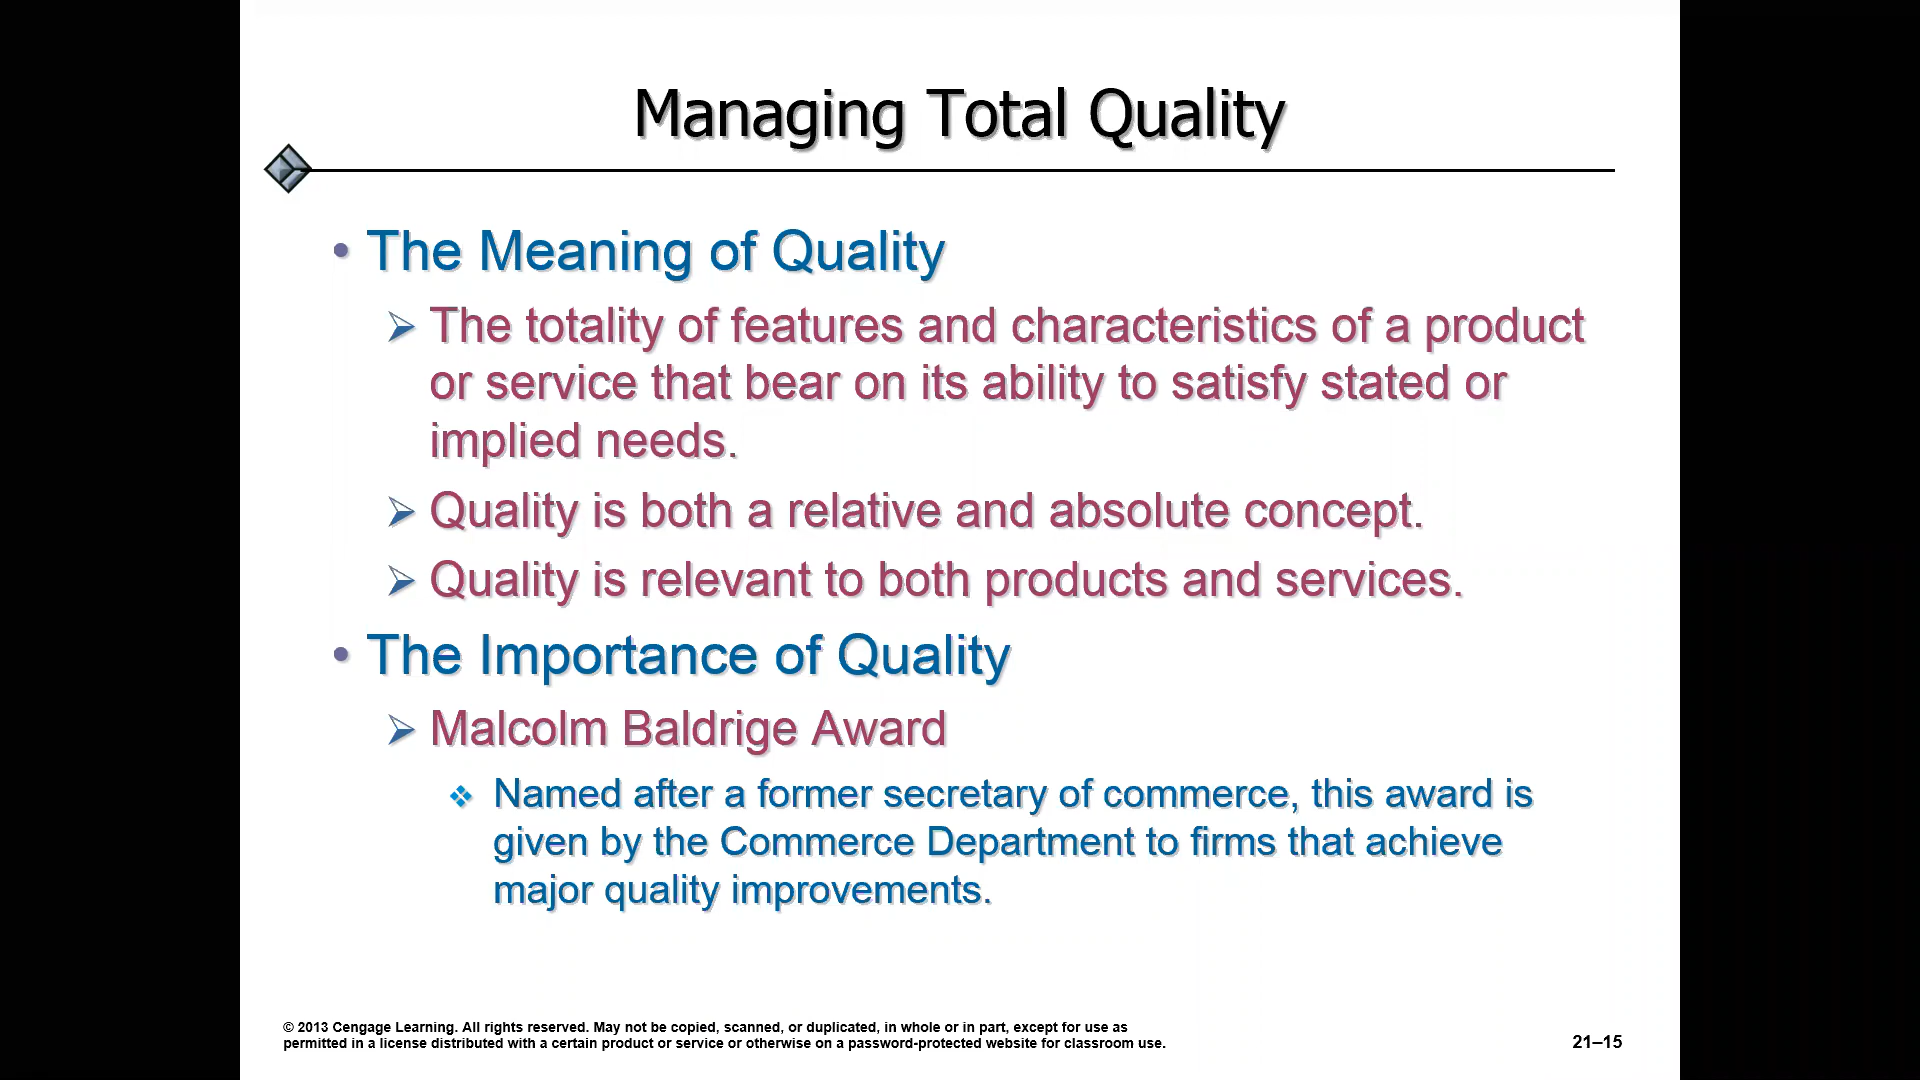 Managing Total Quality
• The Meaning of Quality
➢ The totality of features and characteristics of a product
or service that bear on its ability to satisfy stated or
implied needs.
➢ Quality is both a relative and absolute concept.
➢ Quality is relevant to both products and services.
• The Importance of Quality
➢ Malcolm Baldrige Award
❖ Named after a former secretary of commerce, this award is
given by the Commerce Department to firms that achieve
major quality improvements.
© 2013 Cengage Learning. All rights reserved. May not be copied, scanned, or duplicated, in whole or in part, except for use as
permitted in a license distributed with a certain product or service or otherwise on a password-protected website for classroom use.
21–15